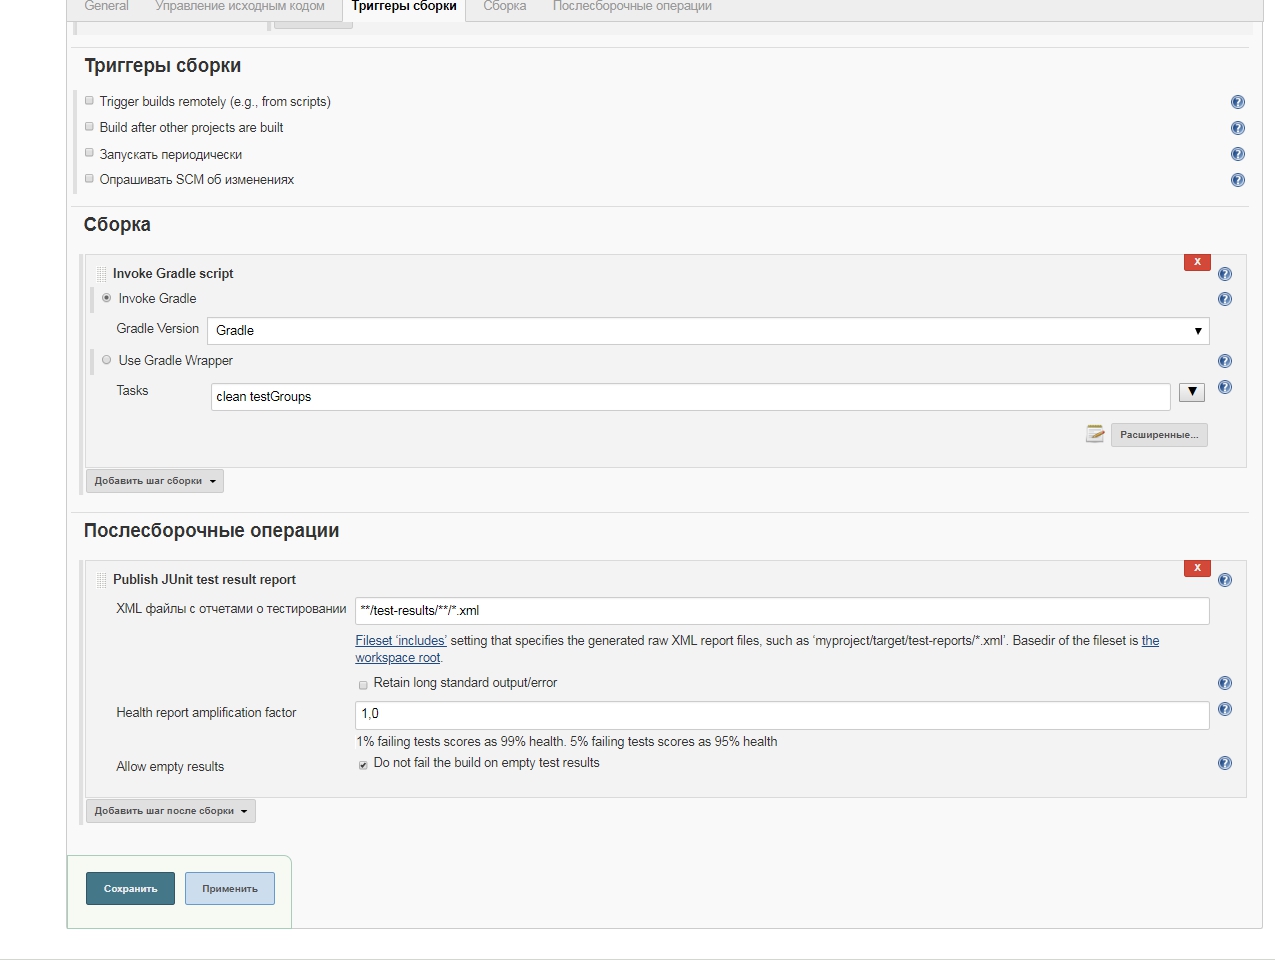 General Управление исходным кодом Триггеры сборки Сборка Послесборочные операции
Триггеры сборки
Trigger builds remotely (e.g., from scripts)
Build after other projects are built
Запускать периодически
Опрашивать SCM об изменениях
Сборка
X
Invoke Gradle script
Invoke Gradle
Gradle Version Gradle
Use Gradle Wrapper
Tasks clean testGroups
Расширенные...
Добавить шаг сборки
Послесборочные операции
X
Publish JUnit test result report
XML файлы с отчетами о тестировании **/test-results/**/*.xml
Fileset ‘includes’ setting that specifies the generated raw XML report files, such as ‘myproject/target/test-reports/*.xml’. Basedir of the fileset is the
workspace root.
Retain long standard output/error
Health report amplification factor 1,0
1% failing tests scores as 99% health. 5% failing tests scores as 95% health
Allow empty results Do not fail the build on empty test results
Добавить шаг после сборки
Сохранить Применить